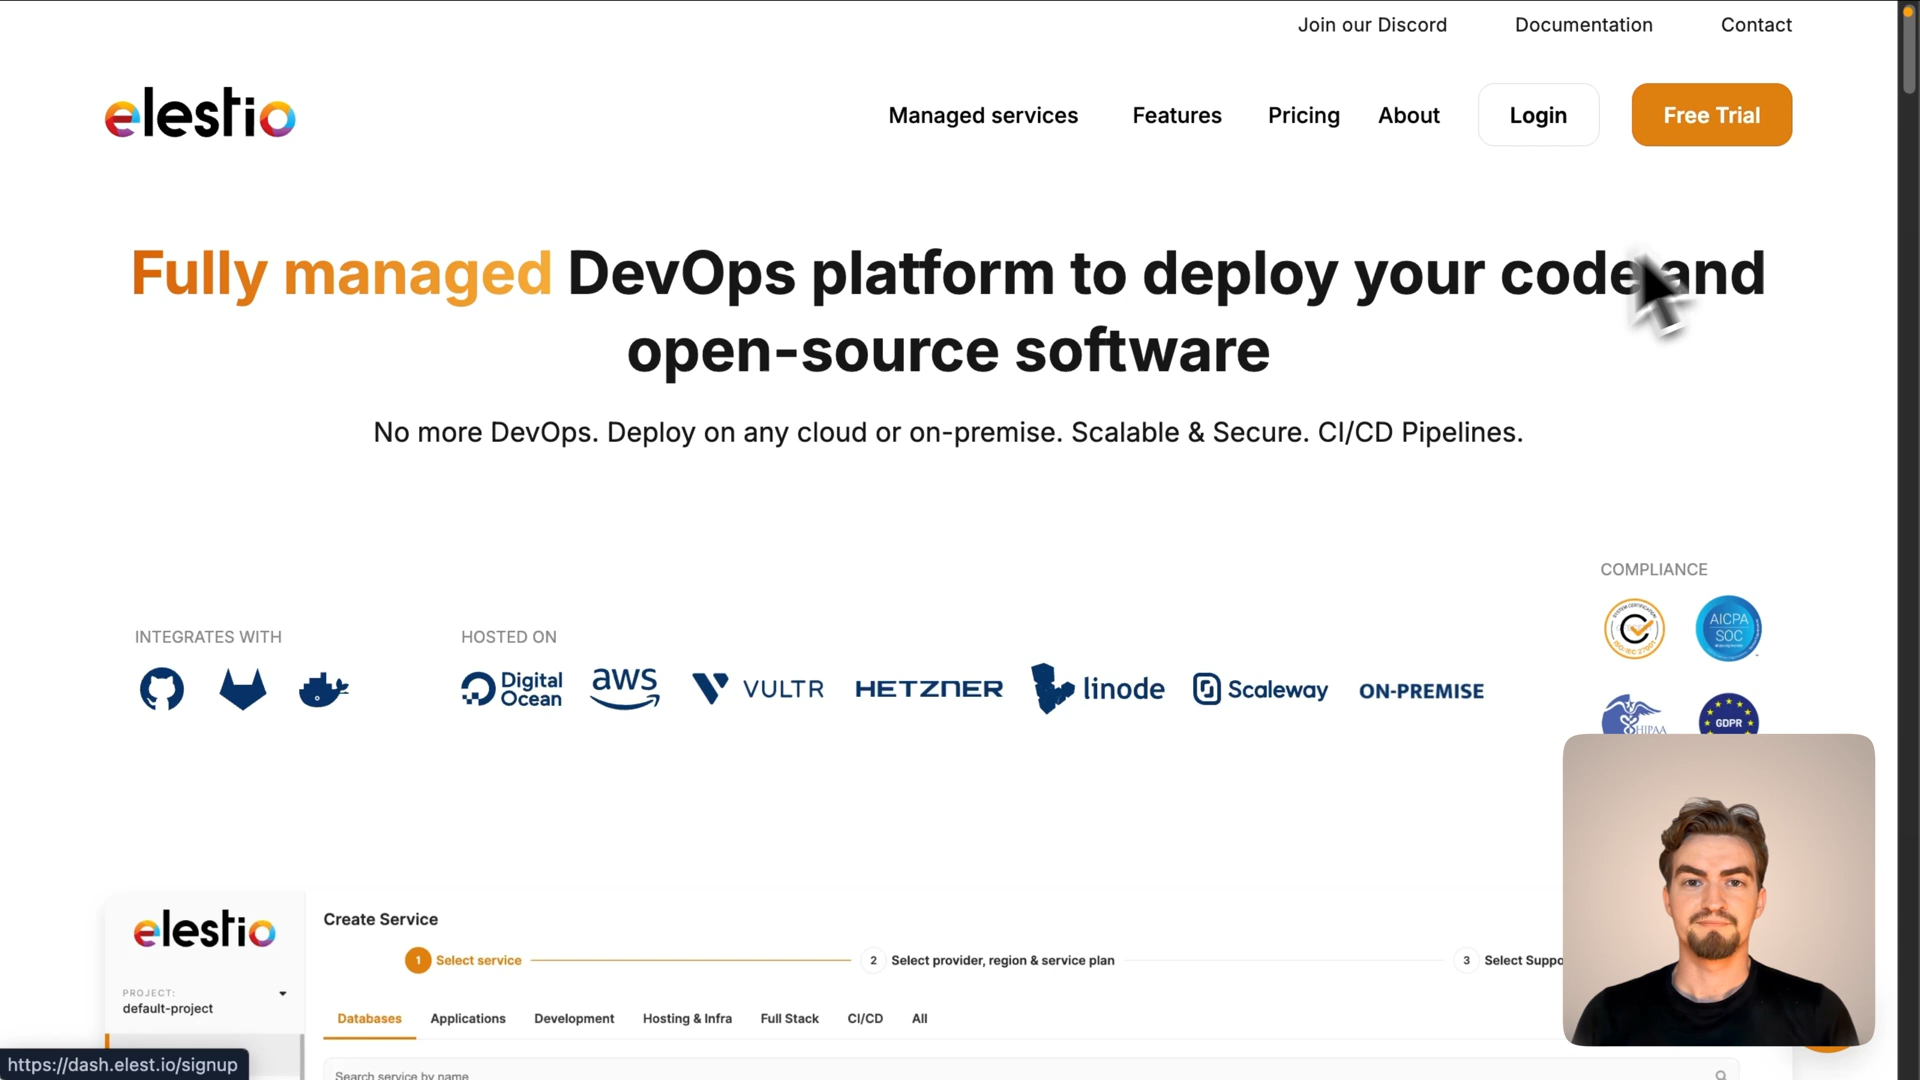 Join our Discord Documentation Contact
elestio
Managed services Features Pricing About Login Free Trial
Fully managed DevOps platform to deploy your code and
open-source software
No more DevOps. Deploy on any cloud or on-premise. Scalable & Secure. CI/CD Pipelines.
COMPLIANCE
AICPA
SOC
HIPAA
GDPR
INTEGRATES WITH
HOSTED ON
Digital
Ocean
aws
VULTR
HETZNER
linode
Scaleway
ON-PREMISE
elestio
PROJECT:
default-project
Create Service
1 Select service
2 Select provider, region & service plan
3 Select Suppo
Databases Applications Development Hosting & Infra Full Stack CI/CD All
Search service by name
https://dash.elest.io/signup